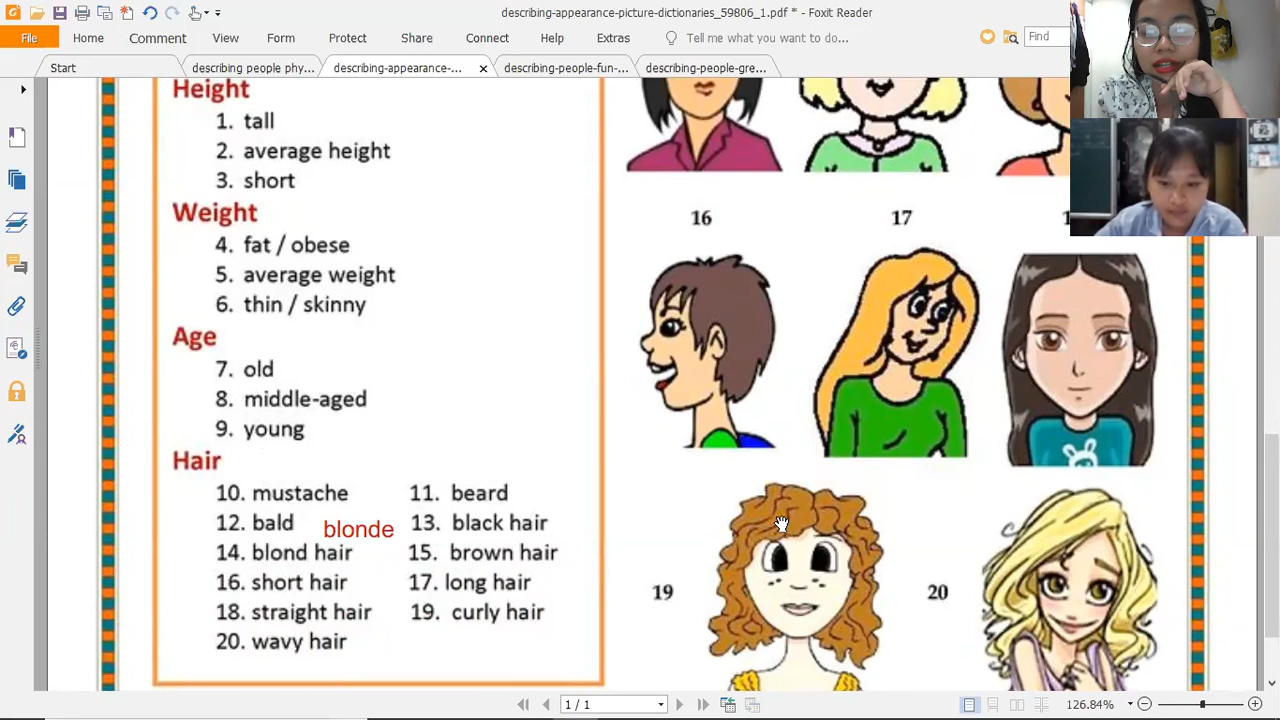 describing-appearance-picture-dictionaries_59606_1.pdf * - Foxit Reader
File Home Comment View Form Protect Share Connect Help Extras Tell me what you want to do... Find
Start describing people phy... describing-appearance-... describing-people-fun-... describing-people-gre...
Height
1. tall
2. average height
3. short
Weight
4. fat / obese
5. average weight
6. thin / skinny
Age
7. old
8. middle-aged
9. young
Hair
10. mustache 11. beard
12. bald blonde 13. black hair
14. blond hair 15. brown hair
16. short hair 17. long hair
18. straight hair 19. curly hair
20. wavy hair
16 17
19 20
1 / 1 126.84%